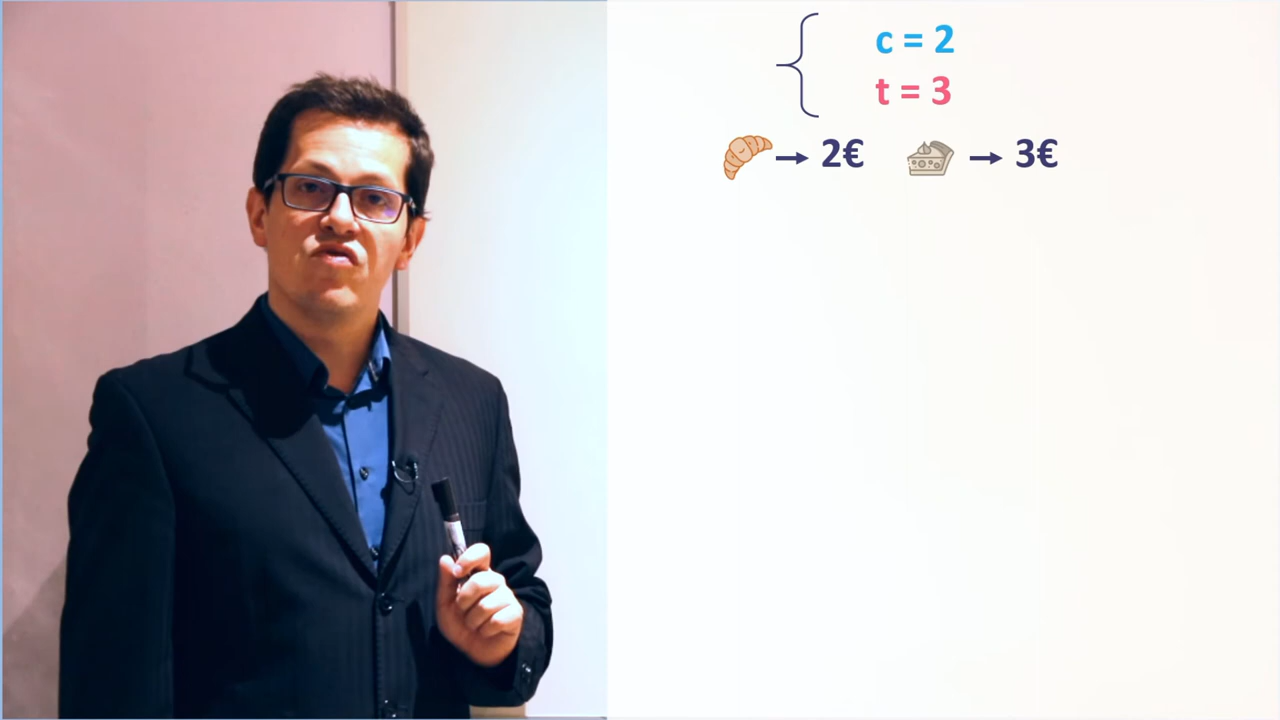 c = 2
t = 3
→ 2€ → 3€